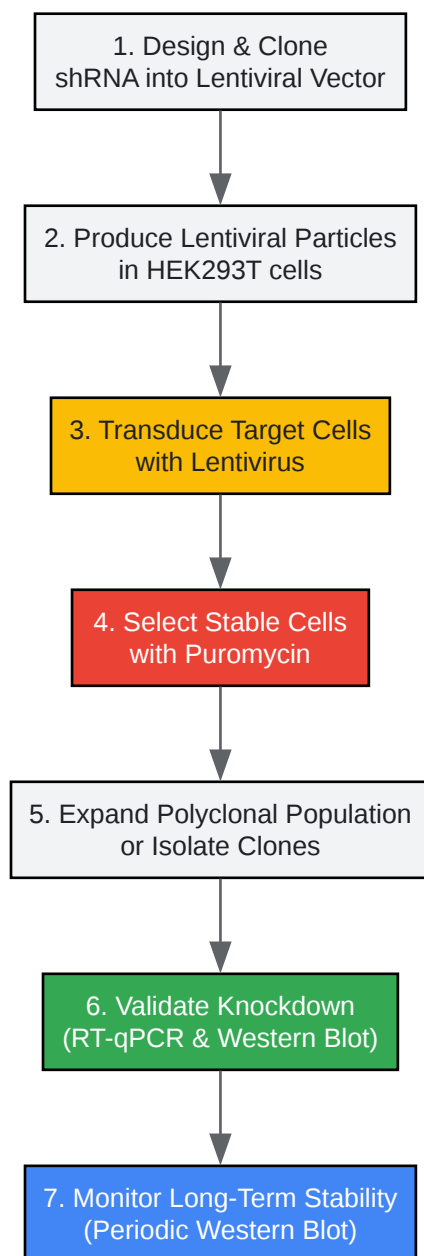 1. Design & Clone
shRNA into Lentiviral Vector
2. Produce Lentiviral Particles
in HEK293T cells
3. Transduce Target Cells
with Lentivirus
4. Select Stable Cells
with Puromycin
5. Expand Polyclonal Population
or Isolate Clones
6. Validate Knockdown
(RT-qPCR & Western Blot)
7. Monitor Long-Term Stability
(Periodic Western Blot)